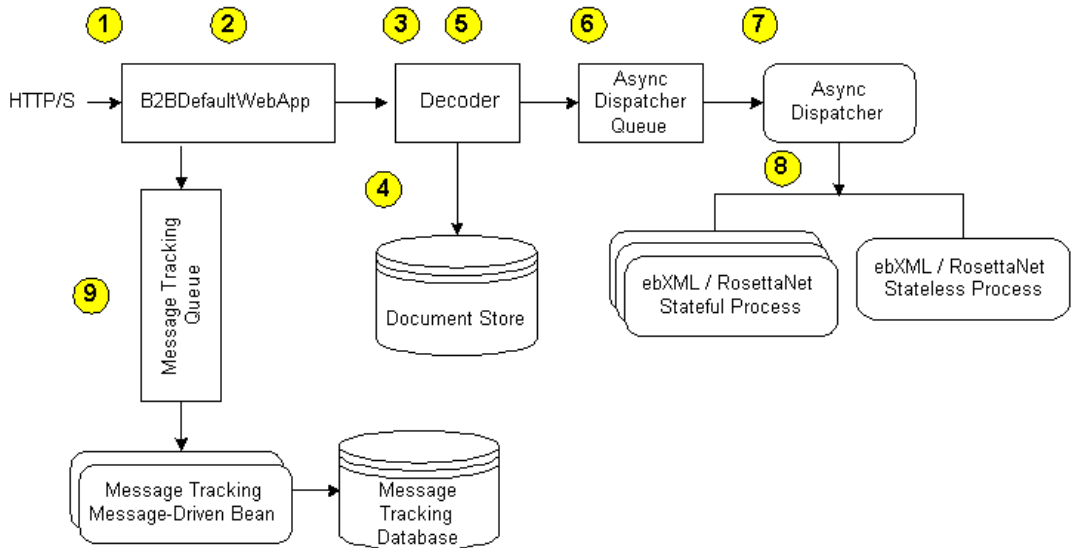 1
2
3
5
6
7
HTTP/S
B2BDefaultWebApp
Decoder
Async
Dispatcher
Queue
Async
Dispatcher
4
8
Message Tracking
Queue
9
Document Store
ebXML / RosettaNet
Stateful Process
ebXML / RosettaNet
Stateless Process
Message Tracking
Message-Driven Bean
Message
Tracking
Database